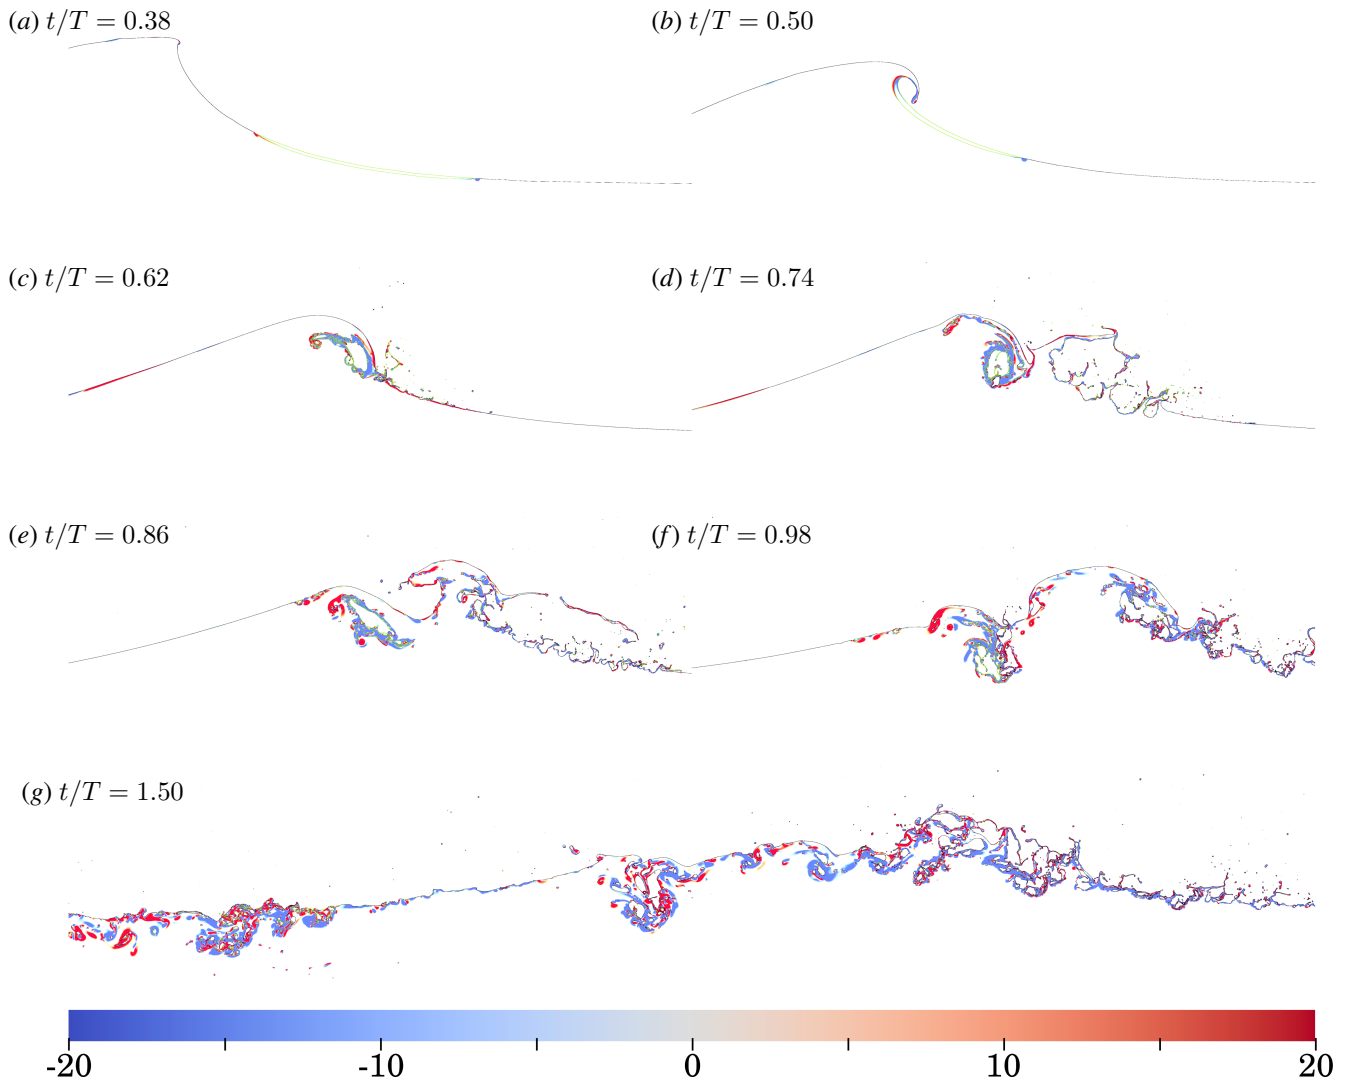 (a) t/T = 0.38
(b) t/T = 0.50
(c) t/T = 0.62
(d) t/T = 0.74
(e) t/T = 0.86
(f) t/T = 0.98
(g) t/T = 1.50
-20 -10 0 10 20